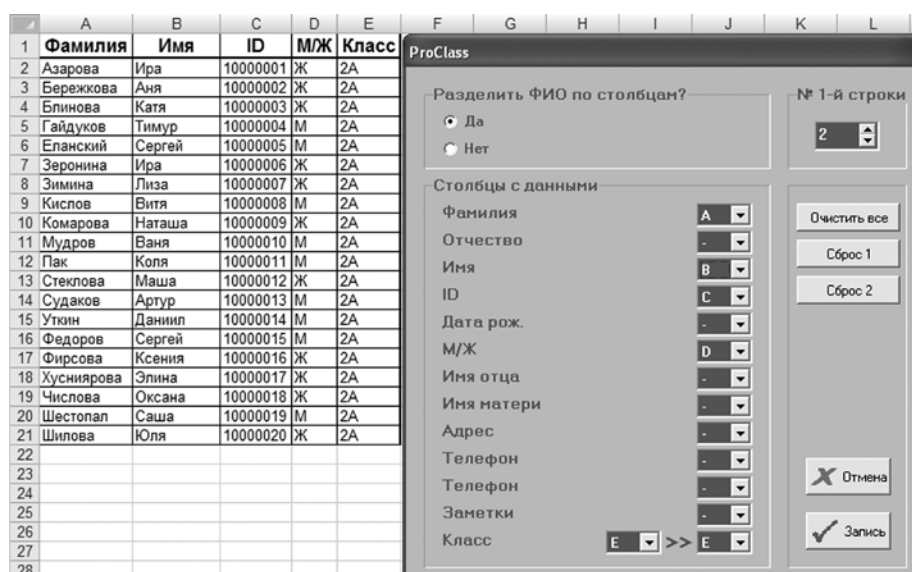 A B C D E F G H I J K L
1 Фамилия Имя ID М/Ж Класс
2 Азарова Ира 10000001 Ж 2А
3 Бережкова Аня 10000002 Ж 2А
4 Блинова Катя 10000003 Ж 2А
5 Гайдуков Тимур 10000004 М 2А
6 Еланский Сергей 10000005 М 2А
7 Зеронина Ира 10000006 Ж 2А
8 Зимина Лиза 10000007 Ж 2А
9 Кислов Витя 10000008 М 2А
10 Комарова Наташа 10000009 Ж 2А
11 Мудров Ваня 10000010 М 2А
12 Пак Коля 10000011 М 2А
13 Стеклова Маша 10000012 Ж 2А
14 Судаков Артур 10000013 М 2А
15 Уткин Даниил 10000014 М 2А
16 Федоров Сергей 10000015 М 2А
17 Фирсова Ксения 10000016 Ж 2А
18 Хусниярова Элина 10000017 Ж 2А
19 Числова Оксана 10000018 Ж 2А
20 Шестопал Саша 10000019 М 2А
21 Шилова Юля 10000020 Ж 2А
22
23
24
25
26
27
28
ProClass
Разделить ФИО по столбцам?
Да
Нет
№ 1-й строки
2
Столбцы с данными
Фамилия A
Отчество -
Имя B
ID C
Дата рож. -
М/Ж D
Имя отца -
Имя матери -
Адрес -
Телефон -
Телефон -
Заметки -
Класс E >> E
Очистить все
Сброс 1
Сброс 2
Отмена
Запись